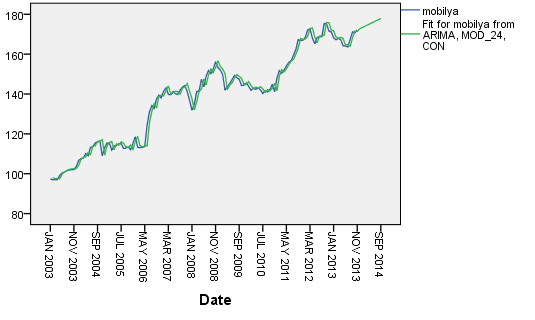 180
160
140
120
100
80
JAN 2003
NOV 2003
SEP 2004
JUL 2005
MAY 2006
MAR 2007
JAN 2008
NOV 2008
SEP 2009
JUL 2010
MAY 2011
MAR 2012
JAN 2013
NOV 2013
SEP 2014
Date
mobilya
Fit for mobilya from
ARIMA, MOD_24,
CON